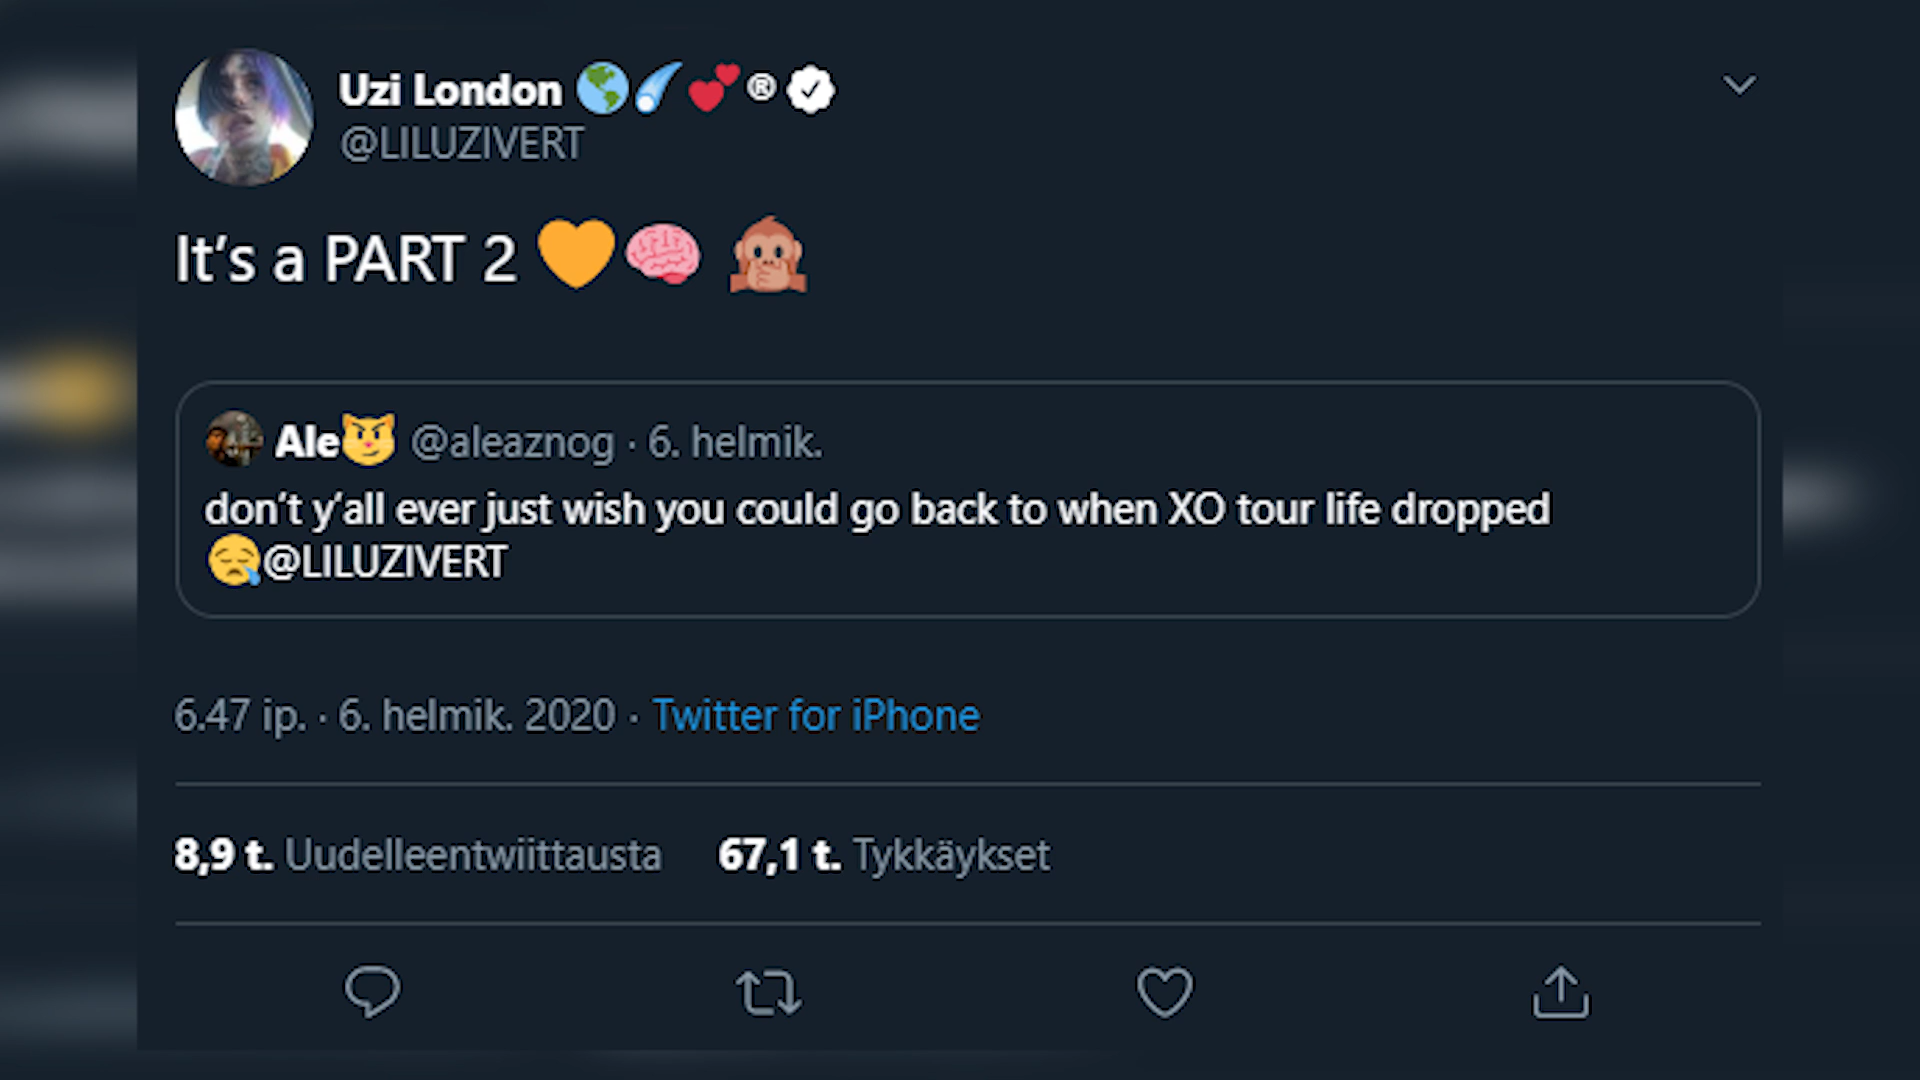 Uzi London 🌎☄️💕®
@LILUZIVERT
It’s a PART 2 🧡🧠 🙊
Ale😼 @aleaznog · 6. helmik.
don’t y’all ever just wish you could go back to when XO tour life dropped
😪@LILUZIVERT
6.47 ip. · 6. helmik. 2020 · Twitter for iPhone
8,9 t. Uudelleentwiittausta 67,1 t. Tykkäykset